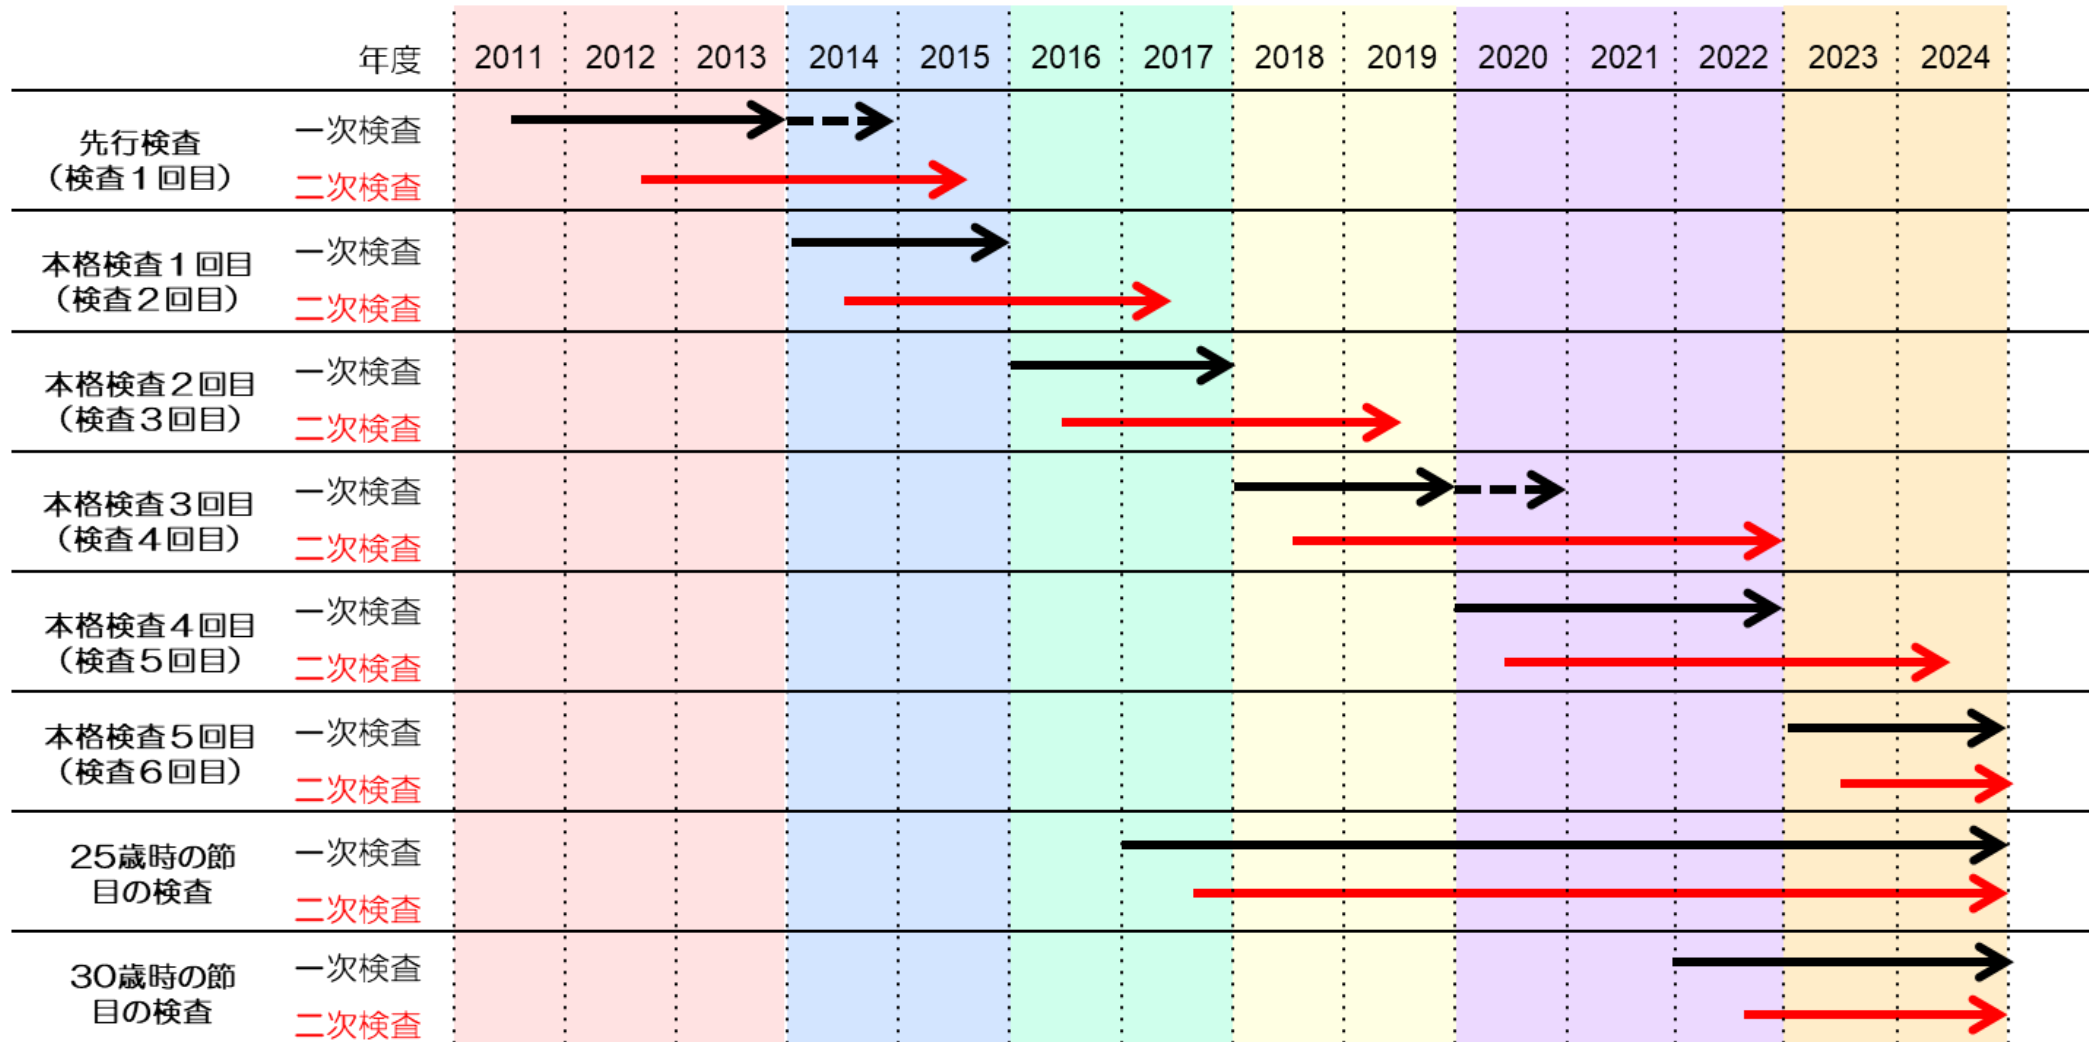 年度 2011 2012 2013 2014 2015 2016 2017 2018 2019 2020 2021 2022 2023 2024
先行検査
(検査1回目)
一次検査
二次検査
本格検査1回目
(検査2回目)
一次検査
二次検査
本格検査2回目
(検査3回目)
一次検査
二次検査
本格検査3回目
(検査4回目)
一次検査
二次検査
本格検査4回目
(検査5回目)
一次検査
二次検査
本格検査5回目
(検査6回目)
一次検査
二次検査
25歳時の節
目の検査
一次検査
二次検査
30歳時の節
目の検査
一次検査
二次検査